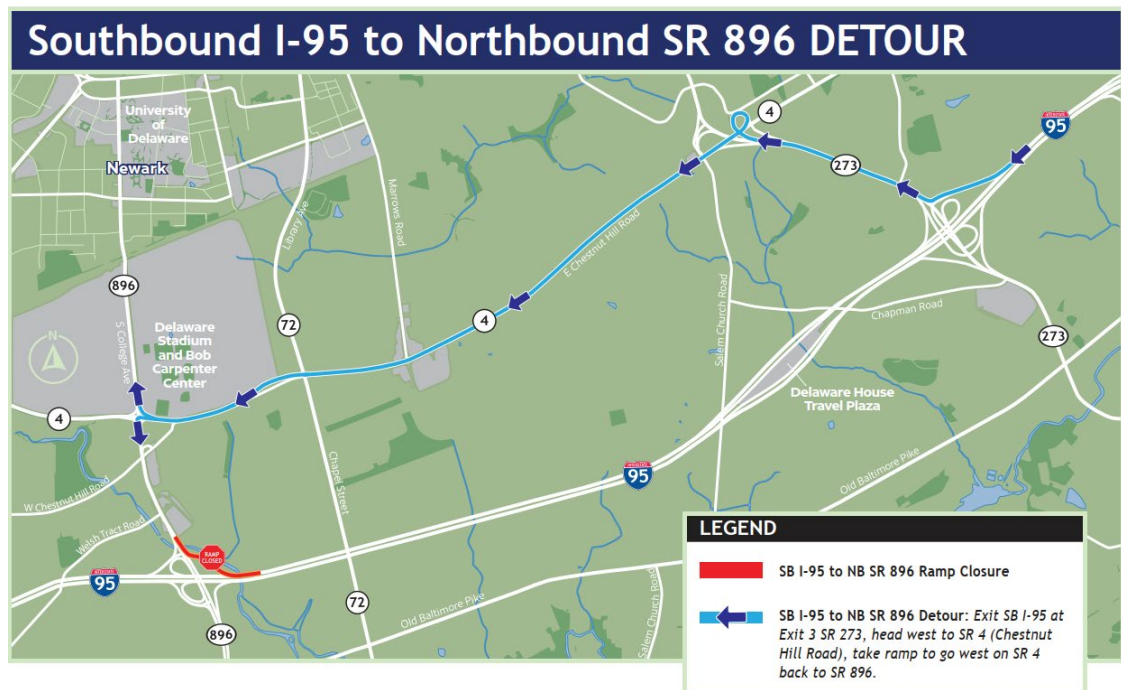 Southbound I-95 to Northbound SR 896 DETOUR
University
of
Delaware
Newark
4
INTERSTATE
95
273
Marrows Road
Library Ave
E Chestnut Hill Road
896
S College Ave
72
4
Salem Church Road
Chapman Road
273
N
Delaware
Stadium
and Bob
Carpenter
Center
Delaware House
Travel Plaza
4
Chapel Street
INTERSTATE
95
Old Baltimore Pike
W Chestnut Hill Road
Welsh Tract Road
RAMP
CLOSED
INTERSTATE
95
72
Old Baltimore Pike
Salem Church Road
896
LEGEND
SB I-95 to NB SR 896 Ramp Closure
SB I-95 to NB SR 896 Detour: Exit SB I-95 at
Exit 3 SR 273, head west to SR 4 (Chestnut
Hill Road), take ramp to go west on SR 4
back to SR 896.